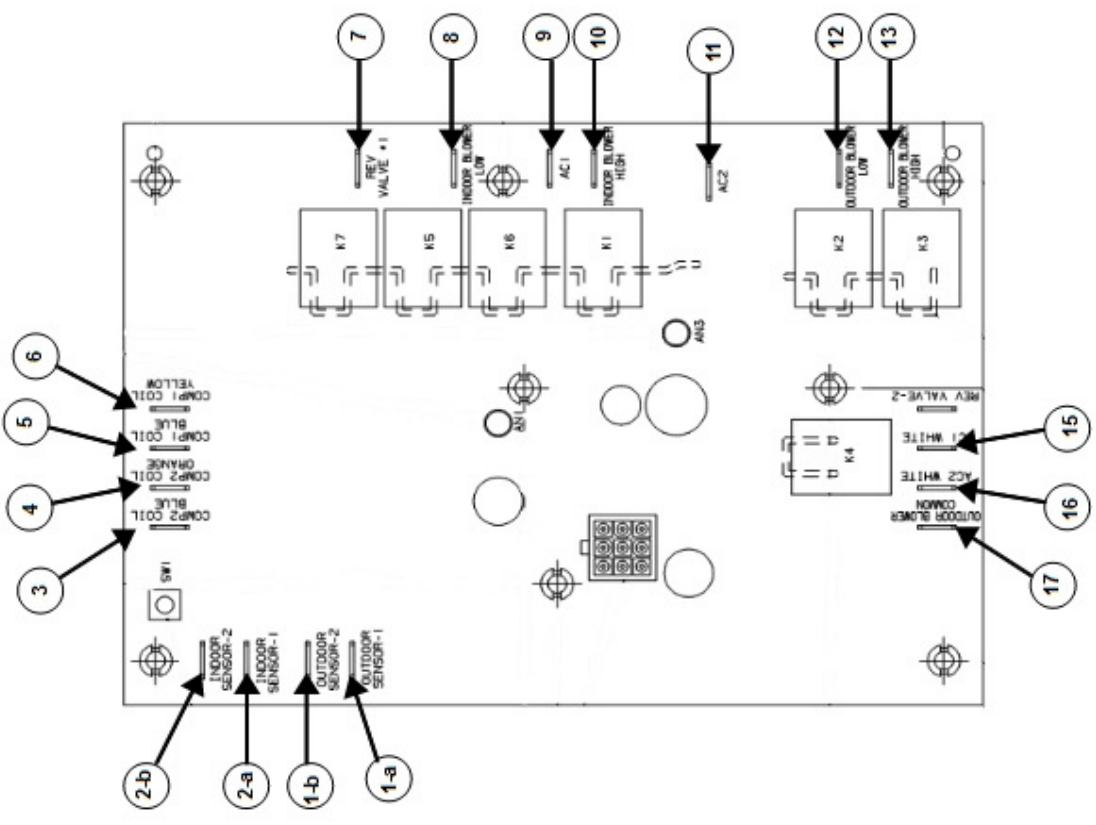 7
8
9
10
11
12
13
REV
VALVE #1
INDOOR BLOWER
LOW
AC1
INDOOR BLOWER
HIGH
AC2
OUTDOOR BLOWER
LOW
OUTDOOR BLOWER
HIGH
K7
K5
K6
K1
K2
K3
6
5
4
3
COMP1 COIL
YELLOW
COMP1 COIL
BLUE
COMP2 COIL
ORANGE
COMP2 COIL
BLUE
AN3
AN1
K4
REV VALVE-2
WHITE
AC2 WHITE
OUTDOOR BLOWER
COMMON
15
16
17
SW1
INDOOR
SENSOR-2
INDOOR
SENSOR-1
OUTDOOR
SENSOR-2
OUTDOOR
SENSOR-1
2-b
2-a
1-b
1-a